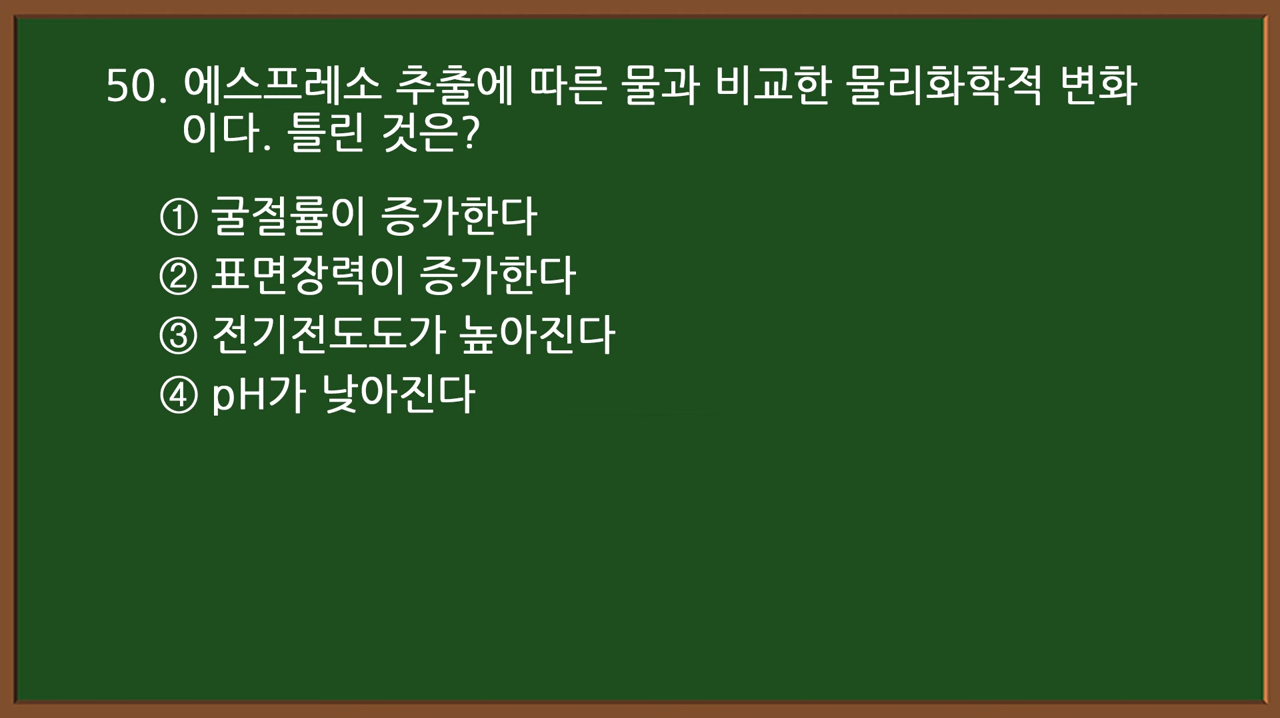 50. 에스프레소 추출에 따른 물과 비교한 물리화학적 변화
이다. 틀린 것은?
① 굴절률이 증가한다
② 표면장력이 증가한다
③ 전기전도도가 높아진다
④ pH가 낮아진다